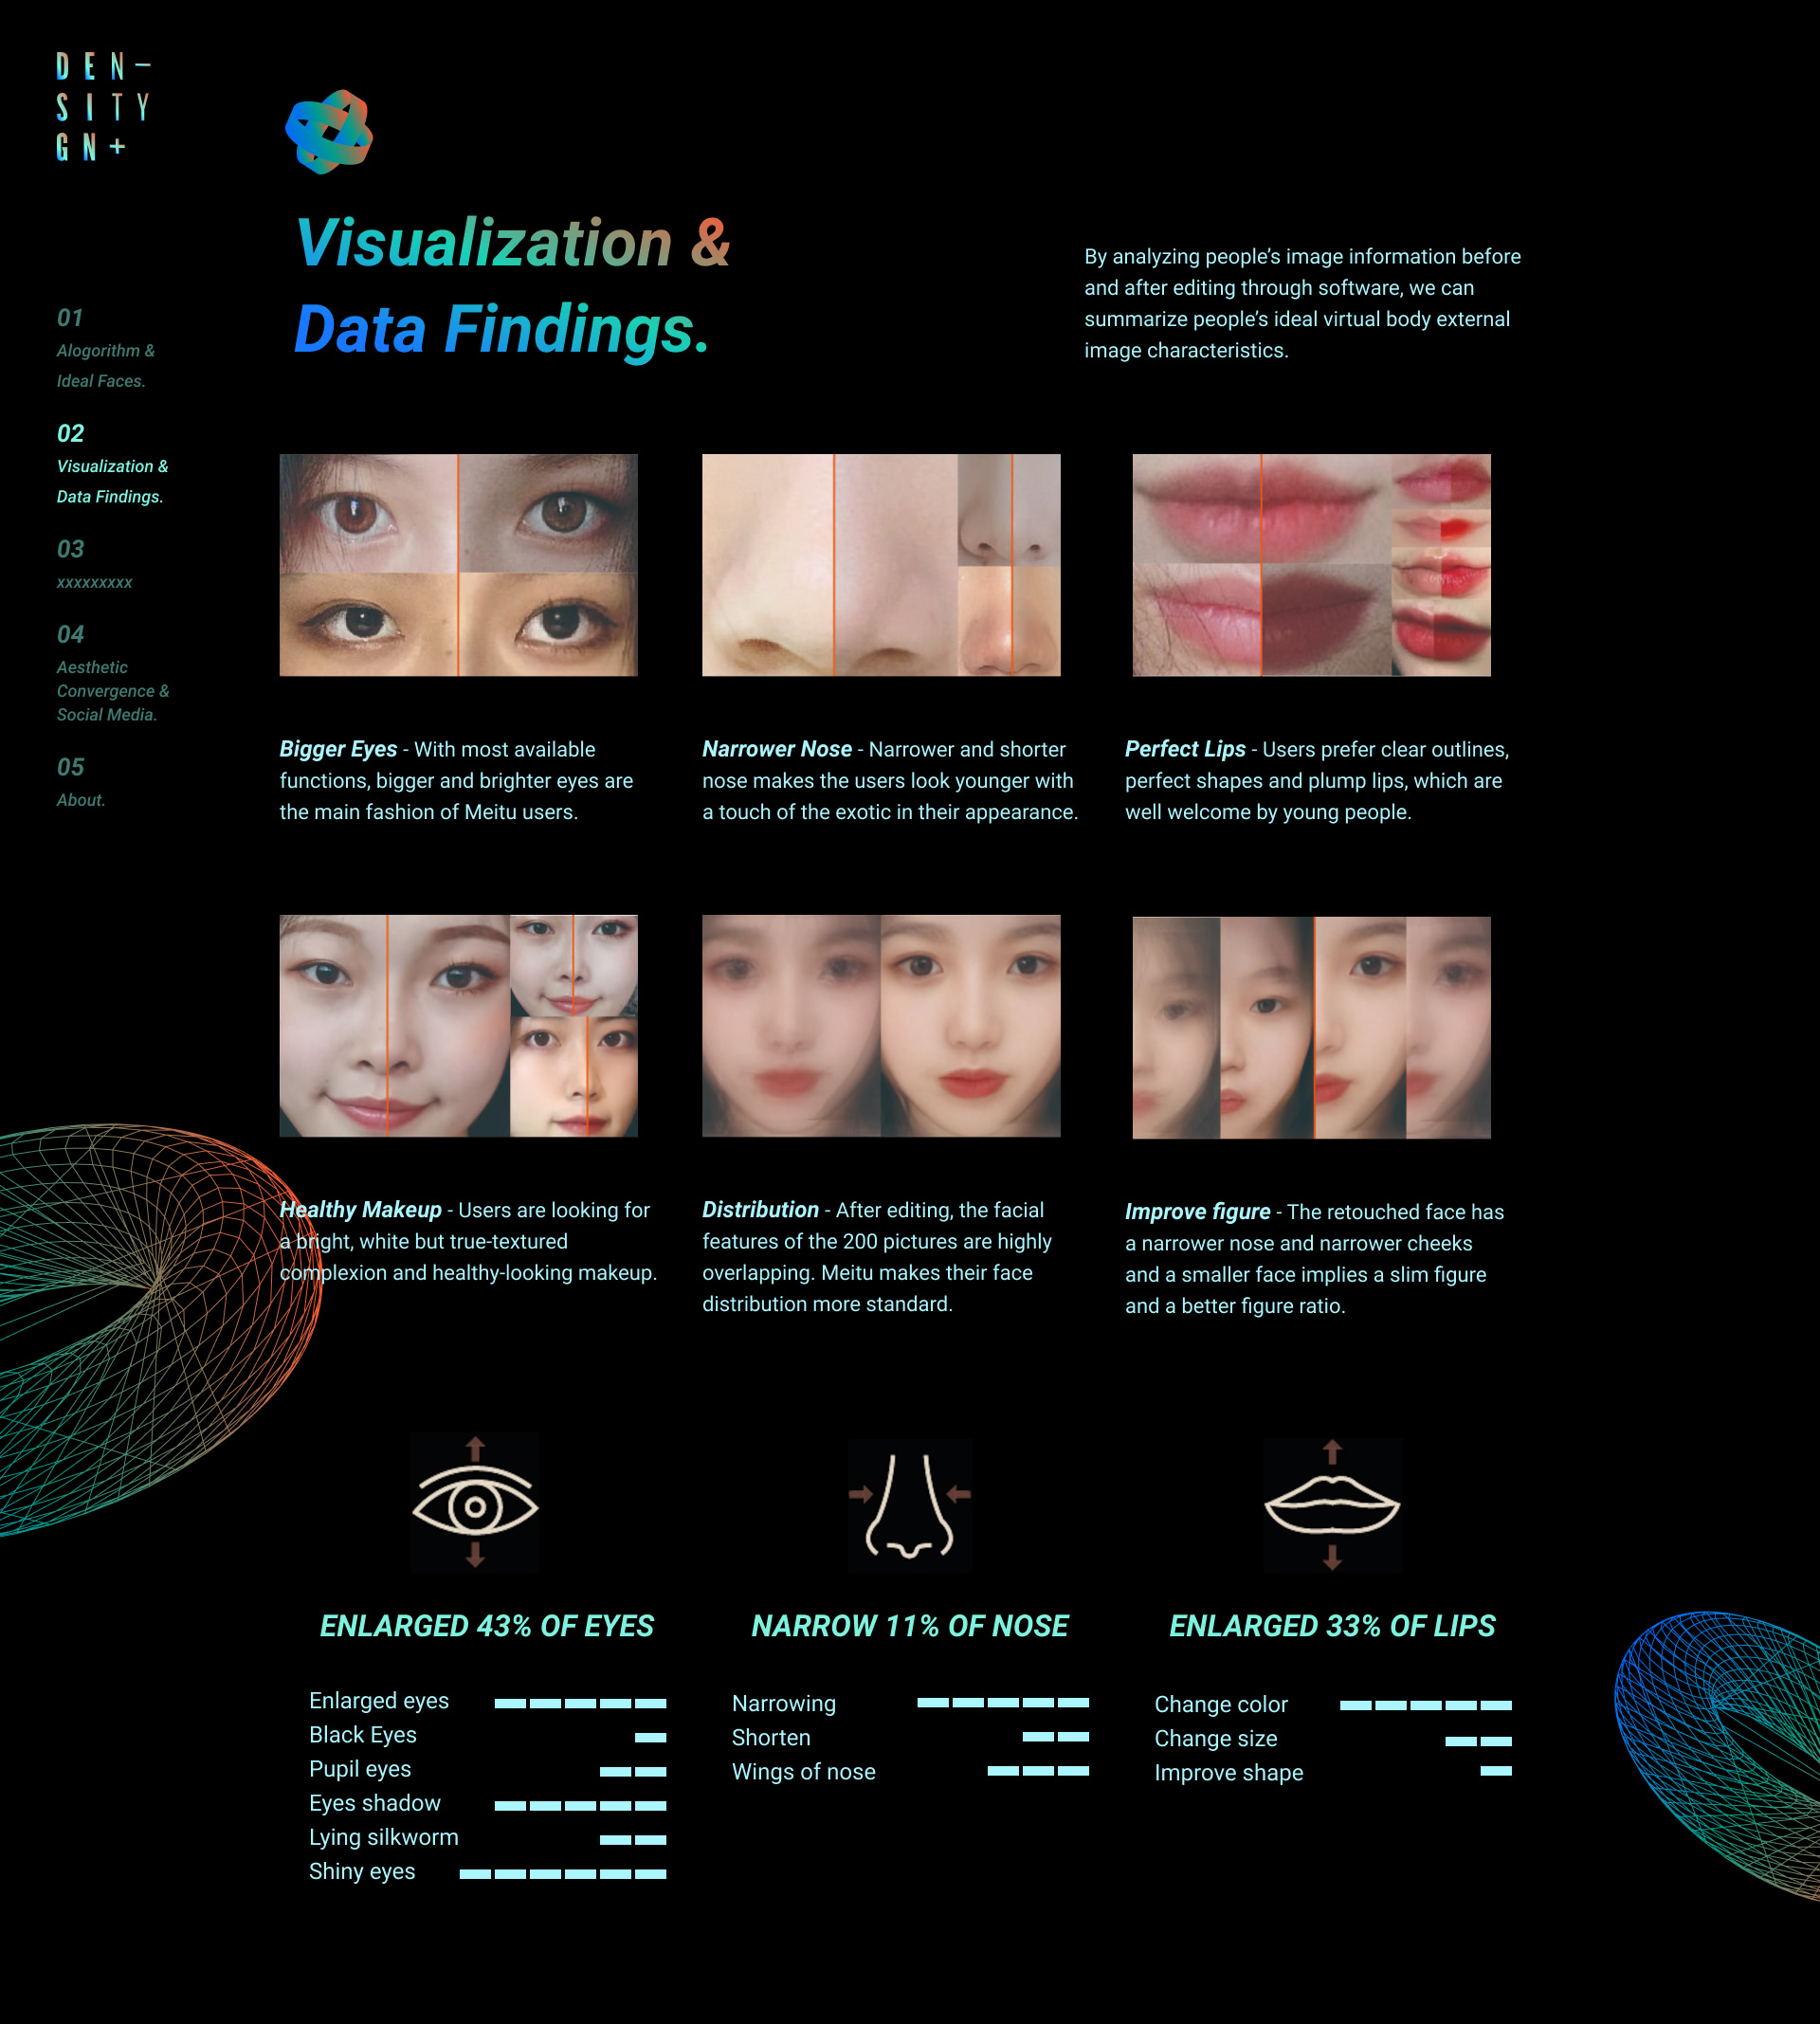 DEN-
SITY
GN+
Visualization &
Data Findings.
By analyzing people’s image information before
and after editing through software, we can
summarize people’s ideal virtual body external
image characteristics.
01
Alogorithm &
Ideal Faces.
02
Visualization &
Data Findings.
03
xxxxxxxxx
04
Aesthetic
Convergence &
Social Media.
05
About.
Bigger Eyes - With most available
functions, bigger and brighter eyes are
the main fashion of Meitu users.
Narrower Nose - Narrower and shorter
nose makes the users look younger with
a touch of the exotic in their appearance.
Perfect Lips - Users prefer clear outlines,
perfect shapes and plump lips, which are
well welcome by young people.
Healthy Makeup - Users are looking for
a bright, white but true-textured
complexion and healthy-looking makeup.
Distribution - After editing, the facial
features of the 200 pictures are highly
overlapping. Meitu makes their face
distribution more standard.
Improve figure - The retouched face has
a narrower nose and narrower cheeks
and a smaller face implies a slim figure
and a better figure ratio.
ENLARGED 43% OF EYES
Enlarged eyes
Black Eyes
Pupil eyes
Eyes shadow
Lying silkworm
Shiny eyes
NARROW 11% OF NOSE
Narrowing
Shorten
Wings of nose
ENLARGED 33% OF LIPS
Change color
Change size
Improve shape